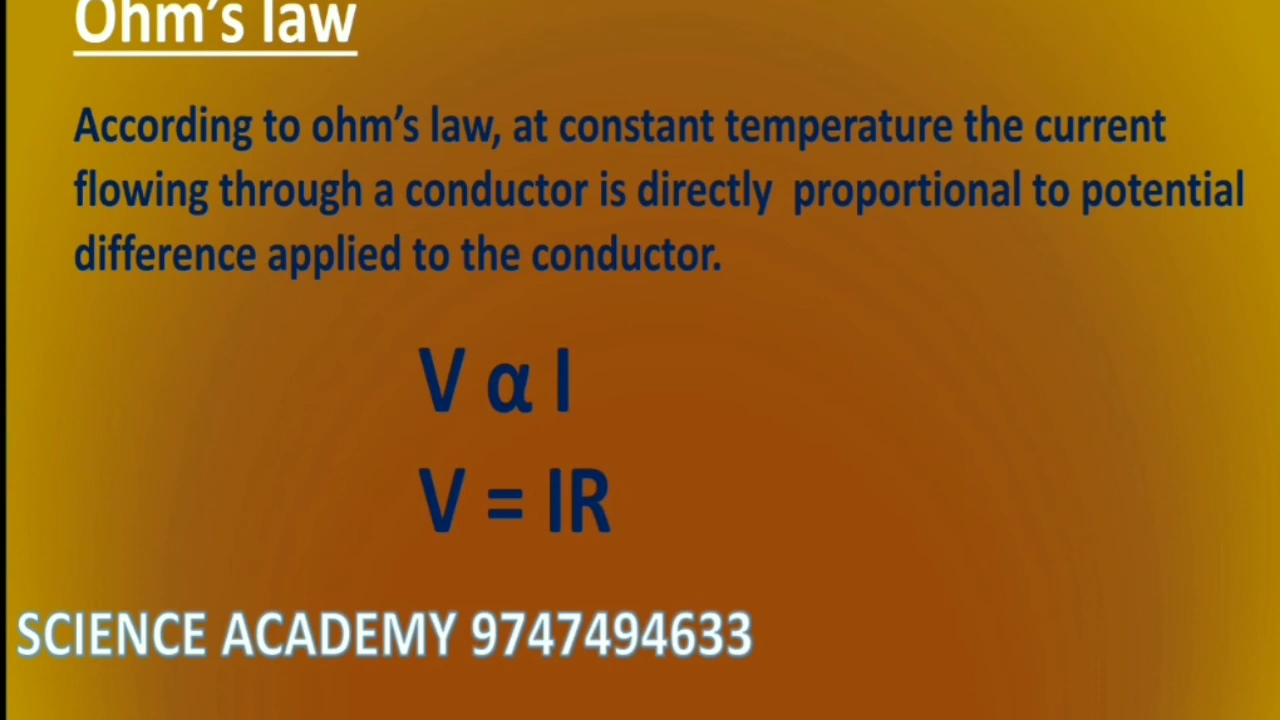 Ohm's law
According to ohm's law, at constant temperature the current
flowing through a conductor is directly proportional to potential
difference applied to the conductor.
V α I
V = IR
SCIENCE ACADEMY 9747494633